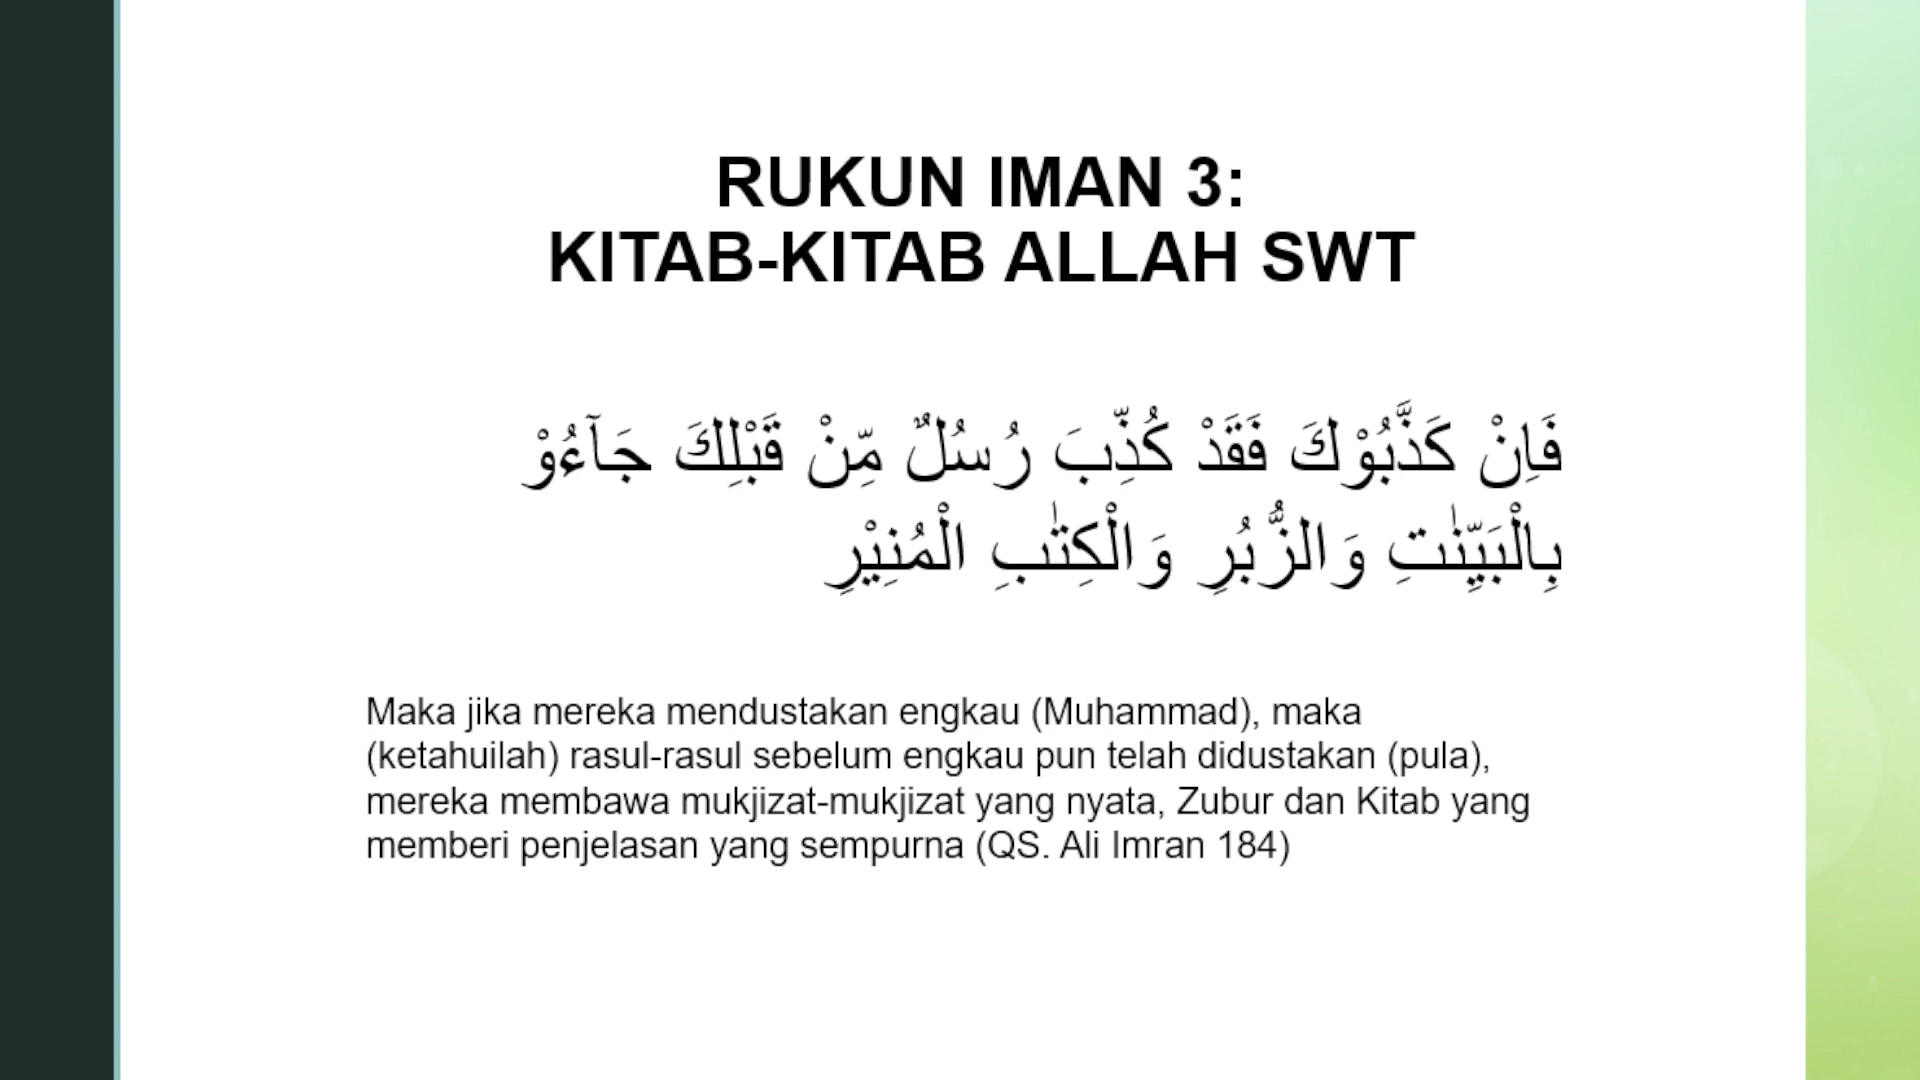 RUKUN IMAN 3:
KITAB-KITAB ALLAH SWT
فَاِنْ كَذَّبُوْكَ فَقَدْ كُذِّبَ رُسُلٌ مِّنْ قَبْلِكَ جَاۤءُوْ
بِالْبَيِّنٰتِ وَالزُّبُرِ وَالْكِتٰبِ الْمُنِيْرِ
Maka jika mereka mendustakan engkau (Muhammad), maka
(ketahuilah) rasul-rasul sebelum engkau pun telah didustakan (pula),
mereka membawa mukjizat-mukjizat yang nyata, Zubur dan Kitab yang
memberi penjelasan yang sempurna (QS. Ali Imran 184)